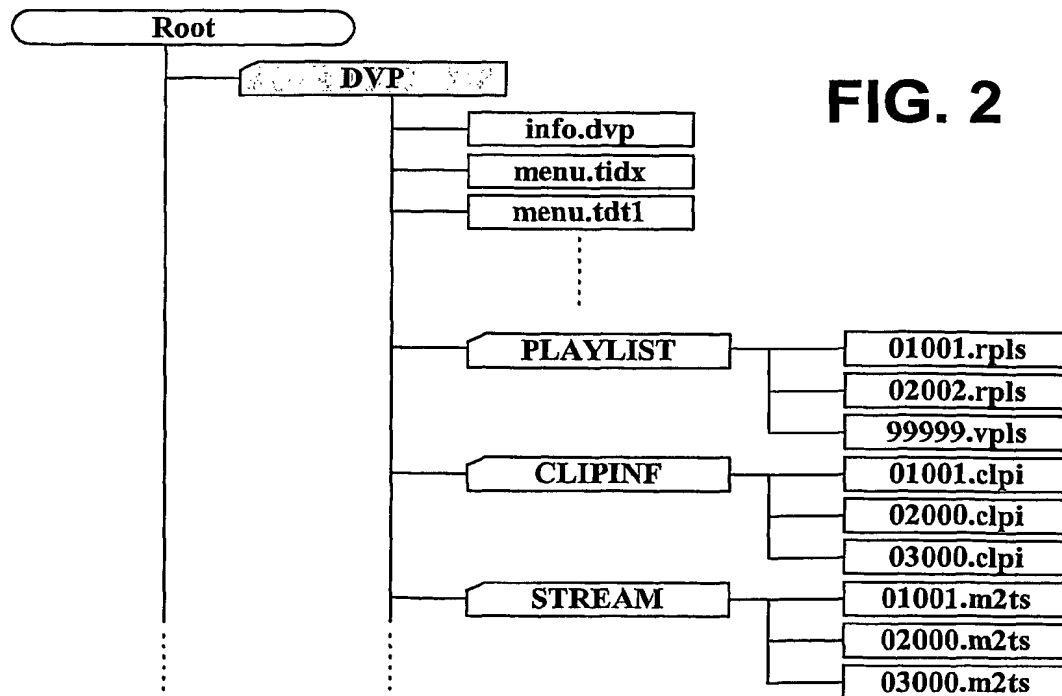 Root
DVP
FIG. 2
info.dvp
menu.tidx
menu.tdt1
PLAYLIST
01001.rpls
02002.rpls
99999.vpls
CLIPINF
01001.clpi
02000.clpi
03000.clpi
STREAM
01001.m2ts
02000.m2ts
03000.m2ts